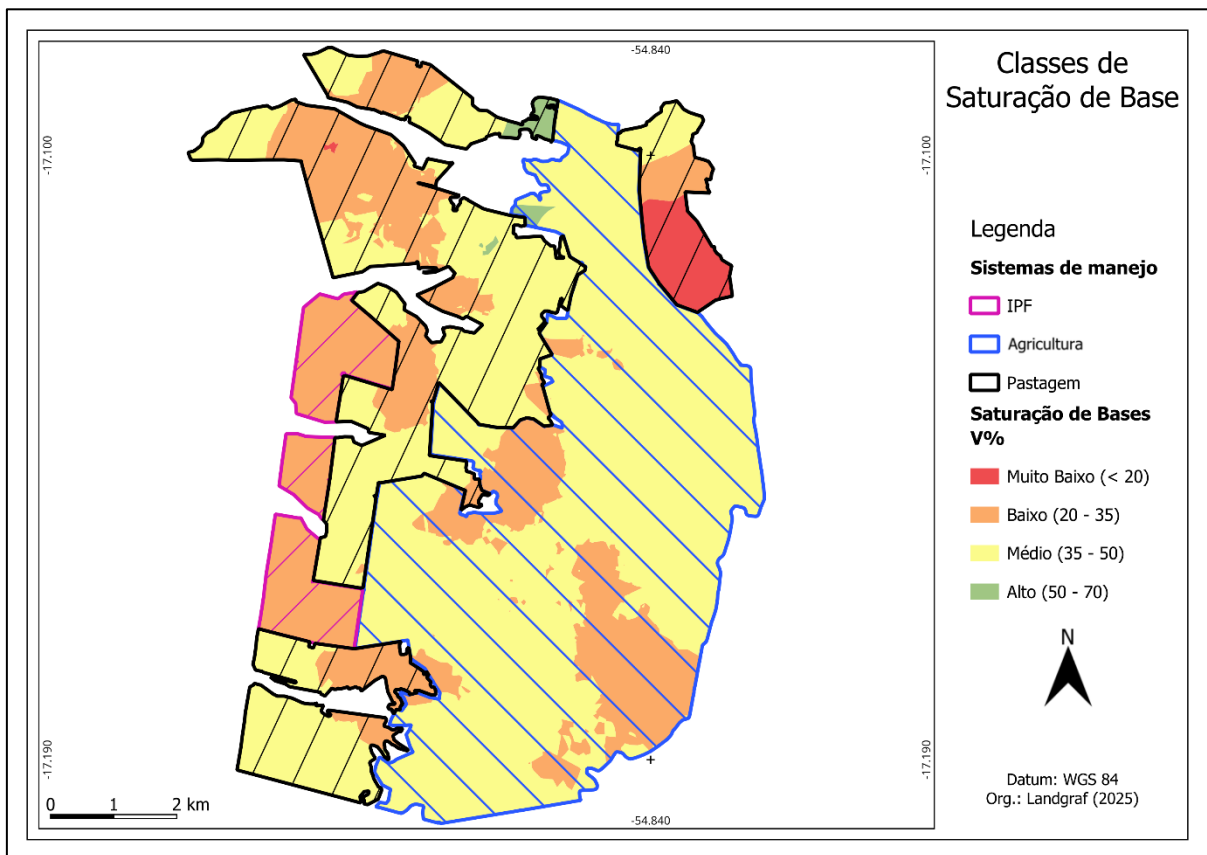 -54.840
-17.100
-17.100
-17.190
-17.190
0 1 2 km
-54.840
Classes de
Saturação de Base
Legenda
Sistemas de manejo
IPF
Agricultura
Pastagem
Saturação de Bases
V%
Muito Baixo (< 20)
Baixo (20 - 35)
Médio (35 - 50)
Alto (50 - 70)
N
Datum: WGS 84
Org.: Landgraf (2025)